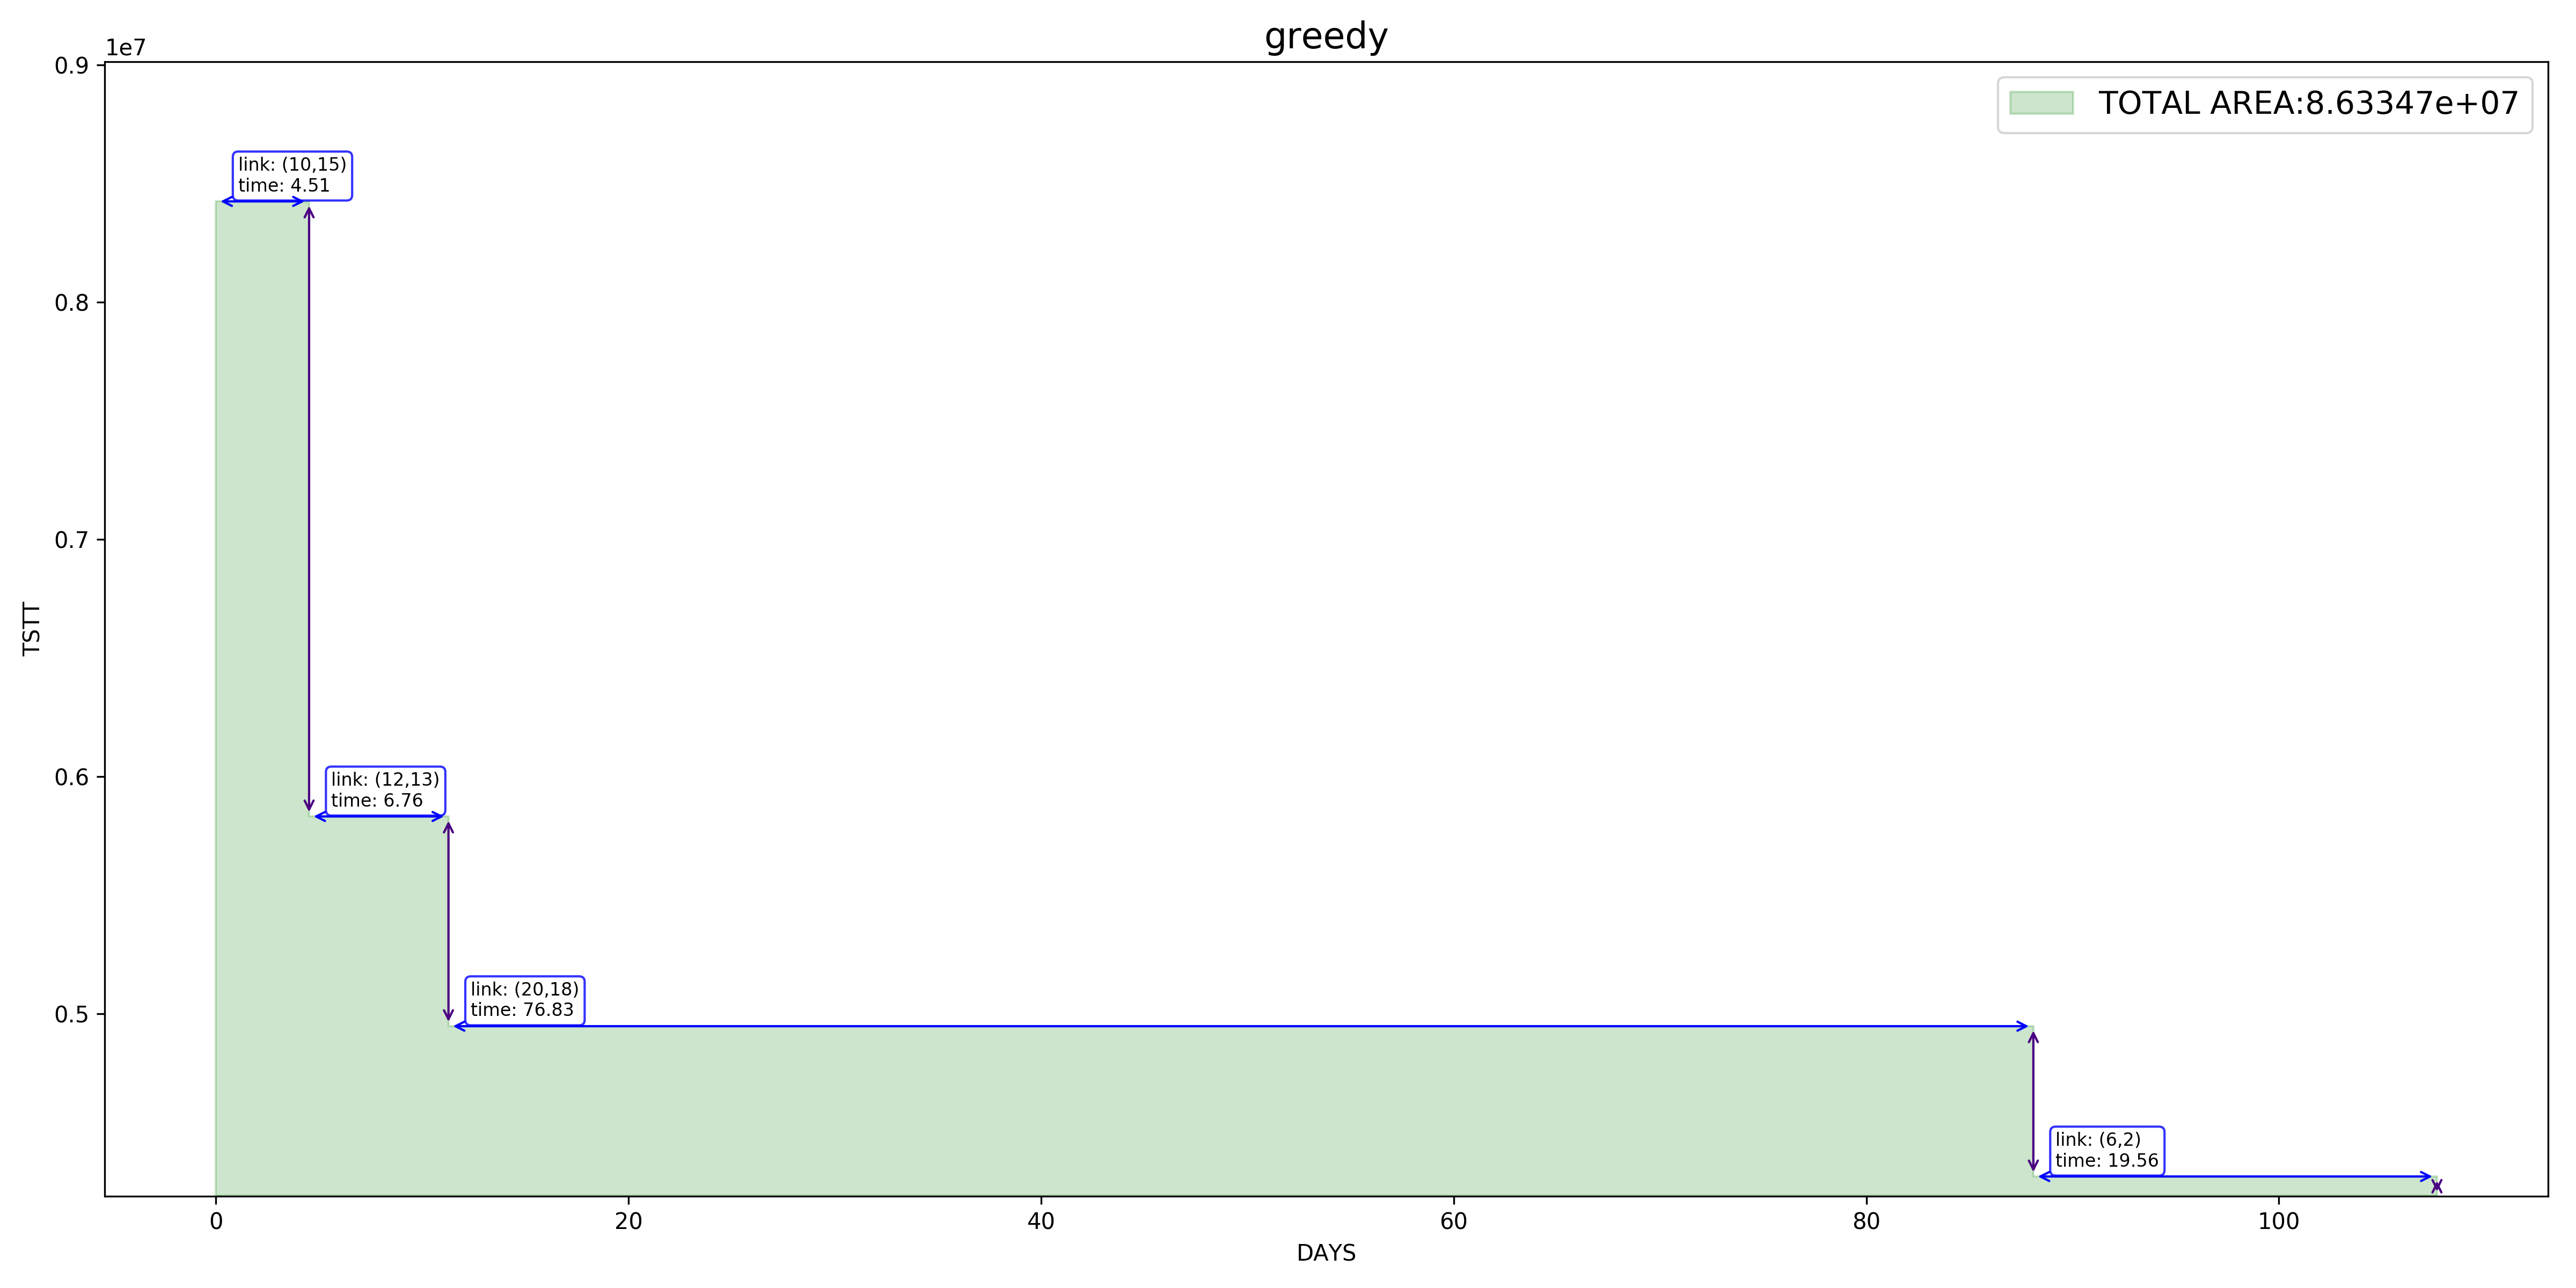 greedy
1e7
0.9
0.8
0.7
0.6
0.5
TSTT
TOTAL AREA:8.63347e+07
link: (10,15)
time: 4.51
link: (12,13)
time: 6.76
link: (20,18)
time: 76.83
link: (6,2)
time: 19.56
0 20 40 60 80 100
DAYS